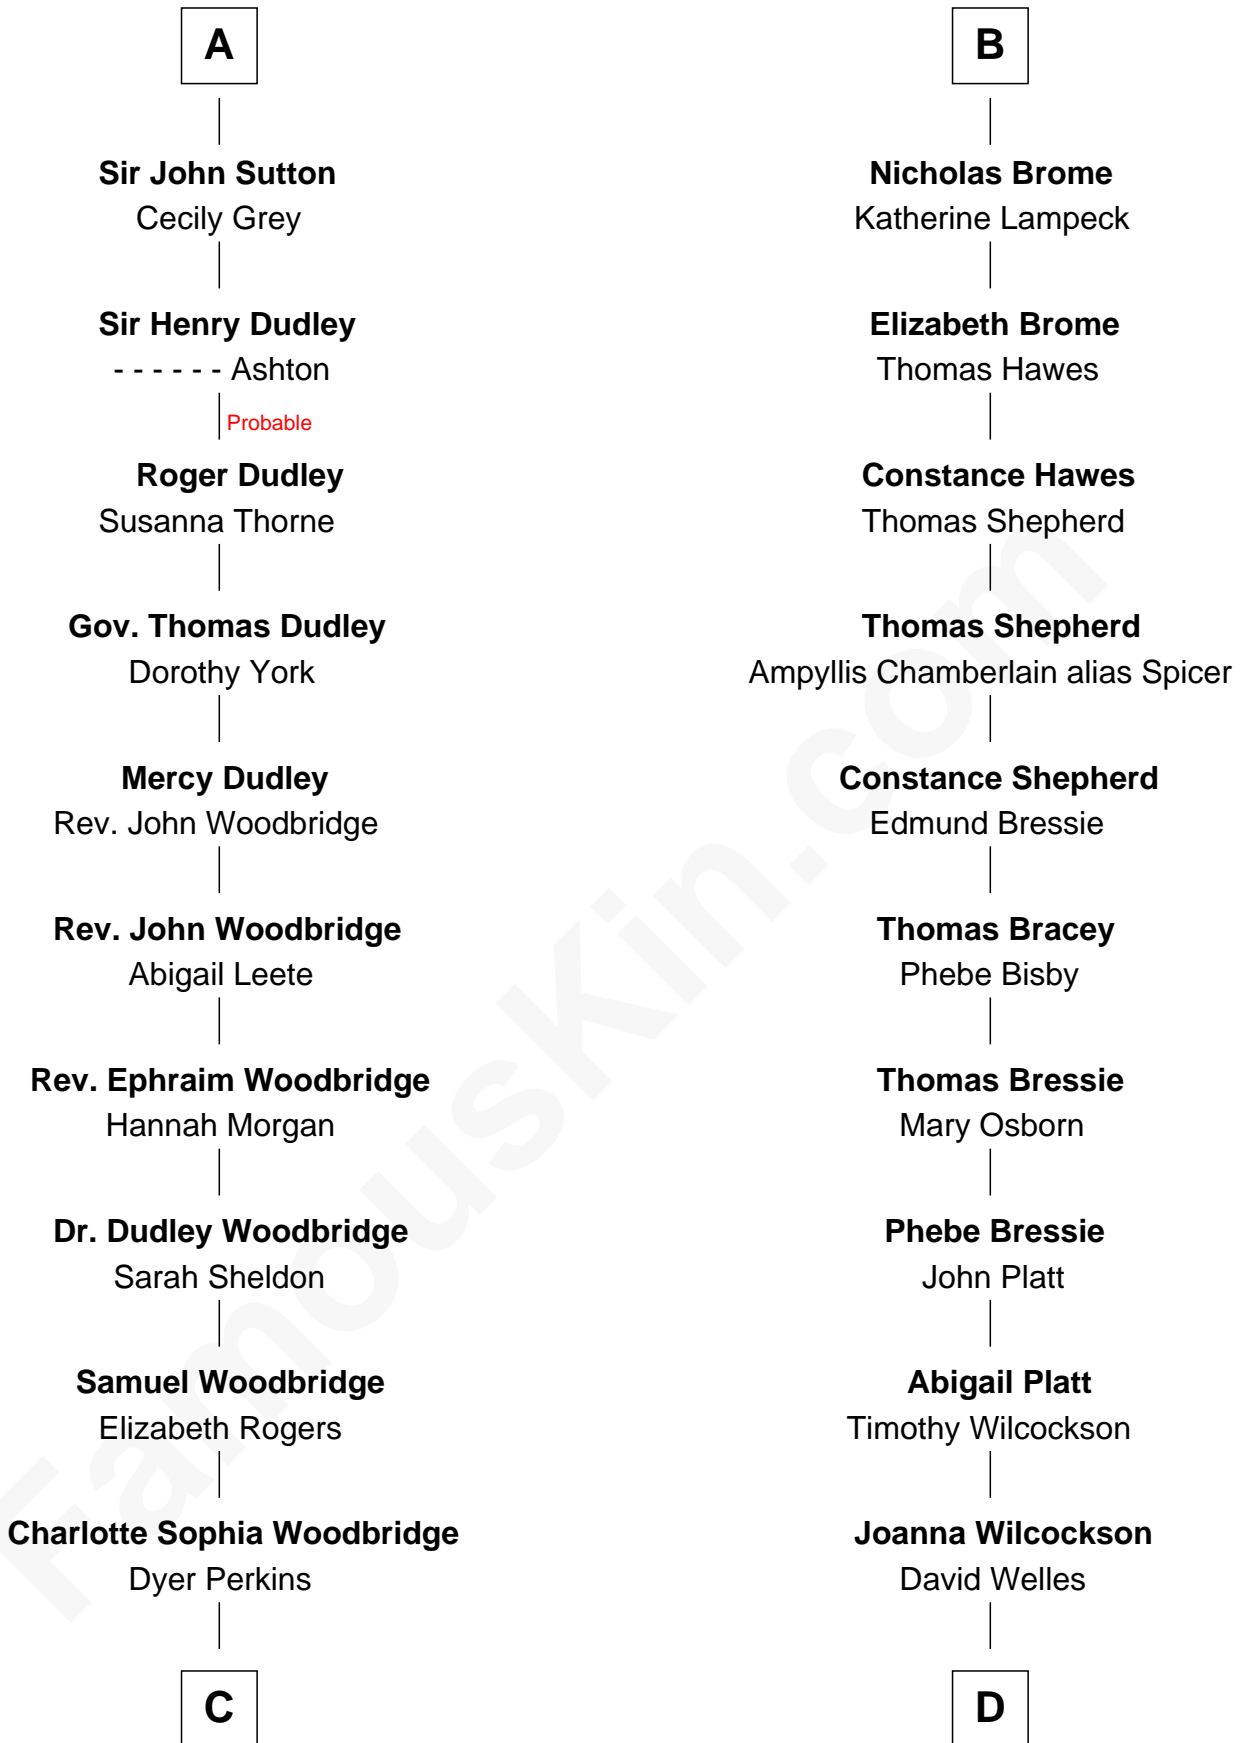 A
Sir John Sutton
Cecily Grey
Sir Henry Dudley
- - - - - - Ashton
Probable
Roger Dudley
Susanna Thorne
Gov. Thomas Dudley
Dorothy York
Mercy Dudley
Rev. John Woodbridge
Rev. John Woodbridge
Abigail Leete
Rev. Ephraim Woodbridge
Hannah Morgan
Dr. Dudley Woodbridge
Sarah Sheldon
Samuel Woodbridge
Elizabeth Rogers
Charlotte Sophia Woodbridge
Dyer Perkins
C
B
Nicholas Brome
Katherine Lampeck
Elizabeth Brome
Thomas Hawes
Constance Hawes
Thomas Shepherd
Thomas Shepherd
Ampyllis Chamberlain alias Spicer
Constance Shepherd
Edmund Bressie
Thomas Bracey
Phebe Bisby
Thomas Bressie
Mary Osborn
Phebe Bressie
John Platt
Abigail Platt
Timothy Wilcockson
Joanna Wilcockson
David Welles
D
FamousKin.com